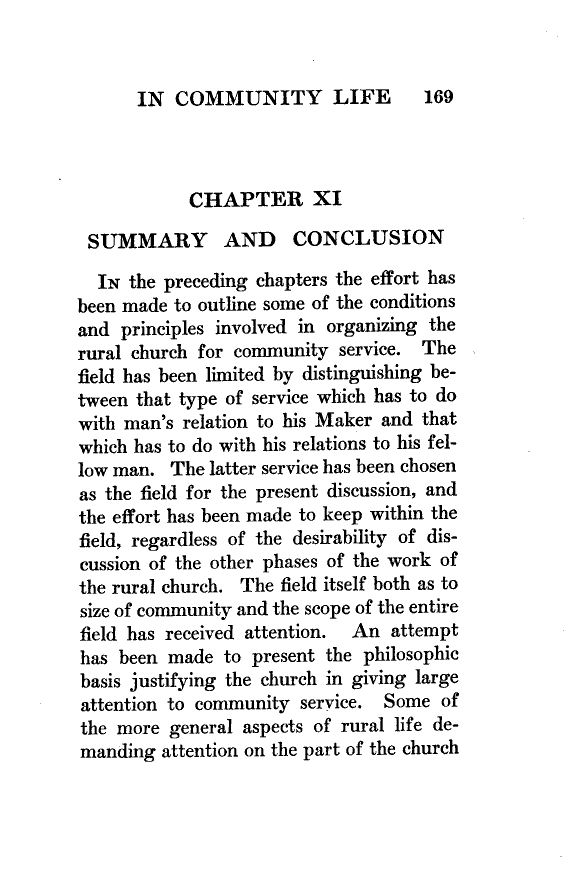 IN COMMUNITY LIFE 169
CHAPTER XI
SUMMARY AND CONCLUSION
IN the preceding chapters the effort has
been made to outline some of the conditions
and principles involved in organizing the
rural church for community service. The
field has been limited by distinguishing be-
tween that type of service which has to do
with man's relation to his Maker and that
which has to do with his relations to his fel-
low man. The latter service has been chosen
as the field for the present discussion, and
the effort has been made to keep within the
field, regardless of the desirability of dis-
cussion of the other phases of the work of
the rural church. The field itself both as to
size of community and the scope of the entire
field has received attention. An attempt
has been made to present the philosophic
basis justifying the church in giving large
attention to community service. Some of
the more general aspects of rural life de-
manding attention on the part of the church